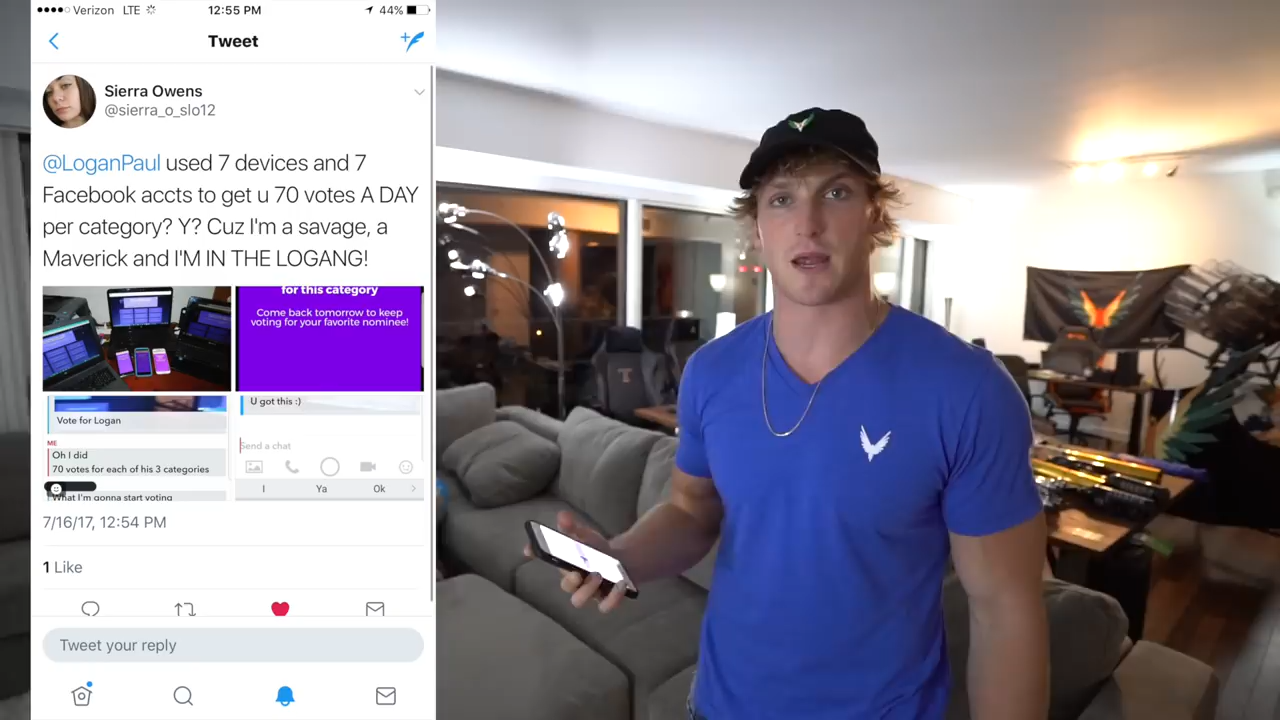 Verizon LTE 12:55 PM 44%
Tweet
Sierra Owens
@sierra_o_slo12
@LoganPaul used 7 devices and 7
Facebook accts to get u 70 votes A DAY
per category? Y? Cuz I'm a savage, a
Maverick and I'M IN THE LOGANG!
for this category
Come back tomorrow to keep
voting for your favorite nominee!
Vote for Logan
ME
Oh I did
70 votes for each of his 3 categories
What I'm gonna start voting
U got this :)
Send a chat
I Ya Ok
7/16/17, 12:54 PM
1 Like
Tweet your reply